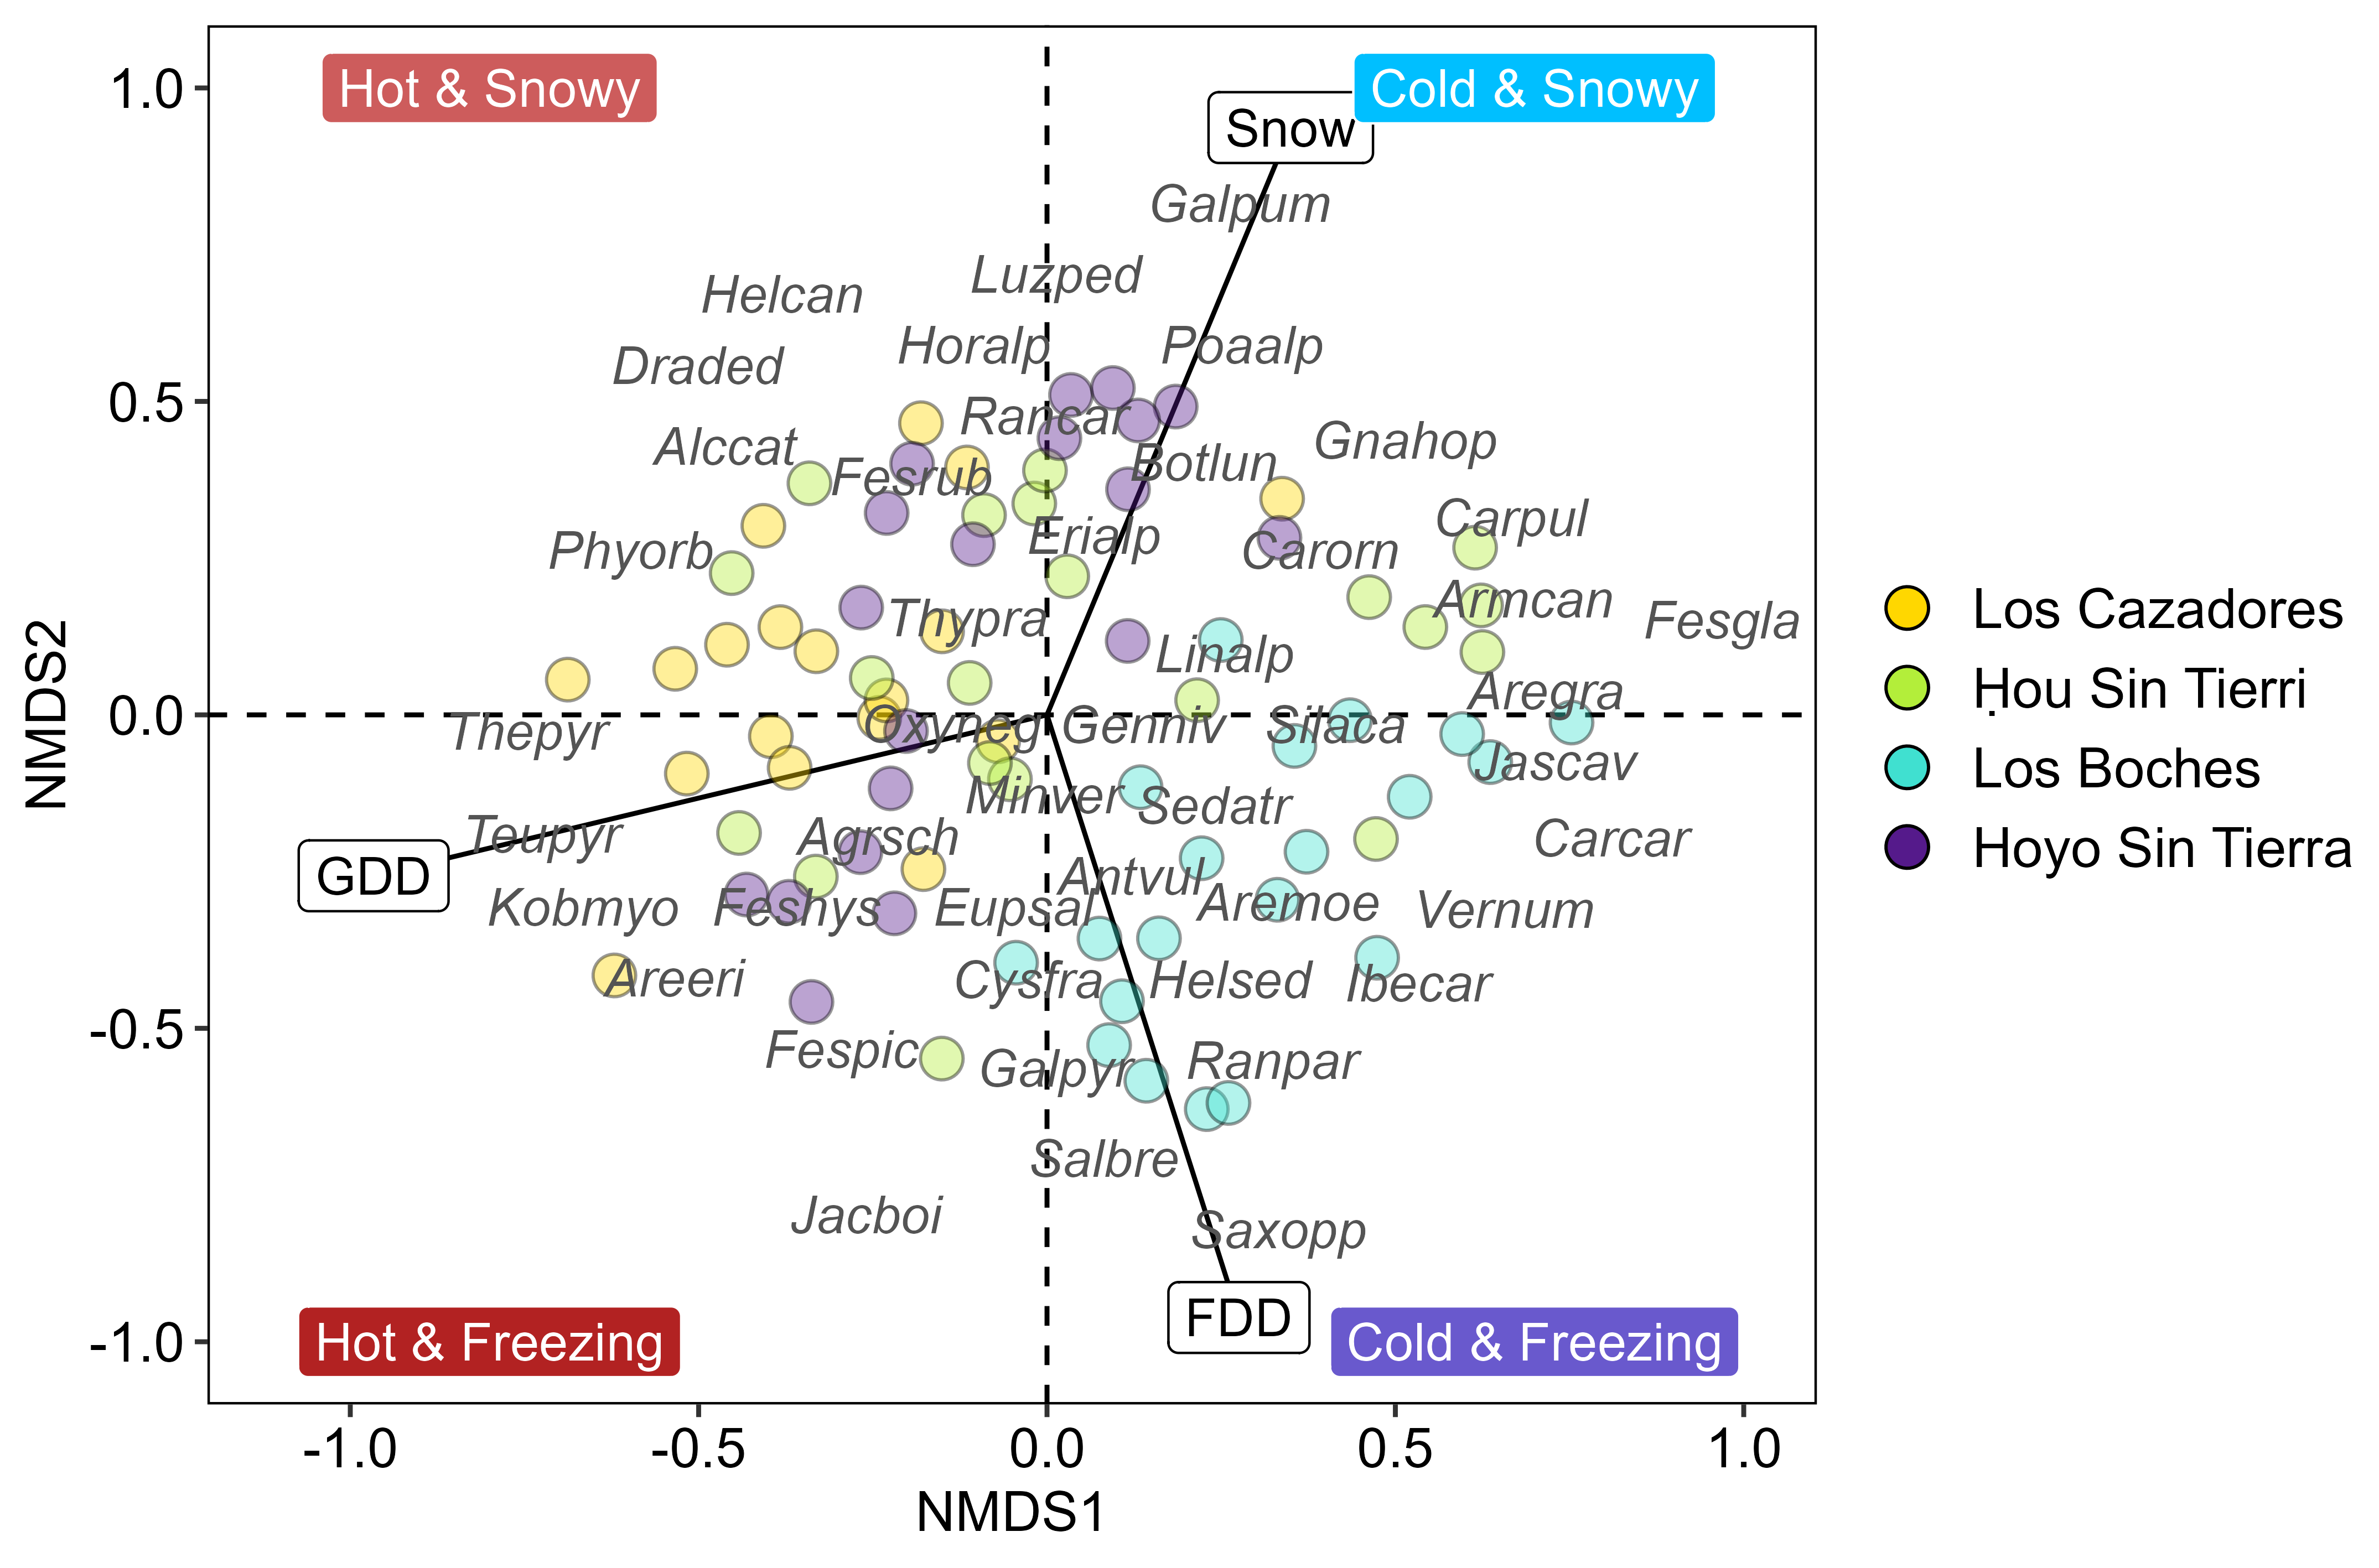 Hot & Snowy
Cold & Snowy
Snow
Galpum
Luzped
Helcan
Horalp
Poaalp
Draded
Rancar
Alccat
Gnahop
Fesrub
Botlun
Carpul
Phyorb
Erialp
Carorn
Armcan
Thypra
Fesgla
Linalp
Aregra
Thepyr
Oxyneg
Genniv
Silaca
Jascav
Minver
Sedatr
Teupyr
Agrsch
Carcar
GDD
Antvul
Kobmyo
Feshys
Eupsal
Aremoe
Vernum
Areeri
Cysfra
Helsed
Ibecar
Fespic
Galpyr
Ranpar
Salbre
Jacboi
Saxopp
FDD
Hot & Freezing
Cold & Freezing
1.0
0.5
0.0
-0.5
-1.0
NMDS2
-1.0
-0.5
0.0
0.5
1.0
NMDS1
Los Cazadores
Ḥou Sin Tierri
Los Boches
Hoyo Sin Tierra